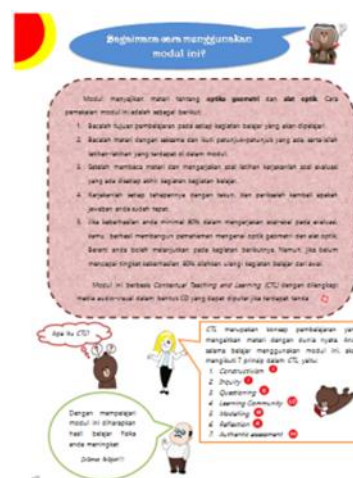 Bagaimana cara menggunakan
modul ini?
Modul menyajikan materi tentang optika geometri dan alat optik. Cara
pemakaian modul ini adalah sebagai berikut:
1. Bacalah tujuan pembelajaran pada setiap kegiatan belajar yang akan dipelajari.
2. Bacalah materi dengan seksama dan ikuti petunjuk-petunjuk yang ada, serta isilah
latihan-latihan yang terdapat di dalam modul.
3. Setelah membaca materi dan mengerjakan soal latihan kerjakanlah soal evaluasi
yang ada disetiap akhir kegiatan kegiatan belajar.
4. Kerjakanlah setiap tahapannya dengan tekun, dan periksalah kembali apakah
jawaban anda sudah tepat.
5. Jika keberhasilan anda minimal 80% dalam mengerjakan soal-soal pada evaluasi,
kamu berhasil membangun pemahaman mengenai optik geometri dan alat optik.
Berarti anda boleh melanjutkan pada kegiatan berikutnya. Namun, jika belum
mencapai tingkat keberhasilan 80% silahkan ulangi kegiatan belajar dari awal.
Modul ini berbasis Contextual Teaching and Learning (CTL) dengan dilengkapi
media audio-visual dalam bentuk CD yang dapat diputar jika terdapat tanda
Apa itu CTL?
CTL merupakan konsep pembelajaran yang
mengaitkan materi dengan dunia nyata.
selama belajar menggunakan modul ini,
mengikuti 7 prinsip dalam CTL, yaitu:
1. Constructivism
2. Inquiry
3. Questioning
4. Learning Community
5. Modelling
6. Reflection
7. Authentic assessment
Dengan mempelajari
modul ini diharapkan
hasil belajar fisika
anda meningkat.